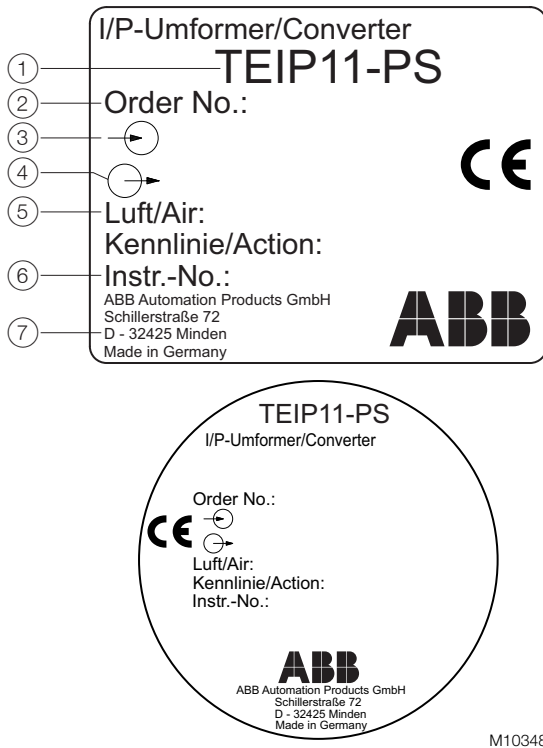 I/P-Umformer/Converter
1 TEIP11-PS
2 Order No.:
3
4
CE
5 Luft/Air:
Kennlinie/Action:
6 Instr.-No.:
ABB Automation Products GmbH
Schillerstraße 72
7 D - 32425 Minden
Made in Germany
ABB
TEIP11-PS
I/P-Umformer/Converter
Order No.:
CE
Luft/Air:
Kennlinie/Action:
Instr.-No.:
ABB
ABB Automation Products GmbH
Schillerstraße 72
D - 32425 Minden
Made in Germany
M10348